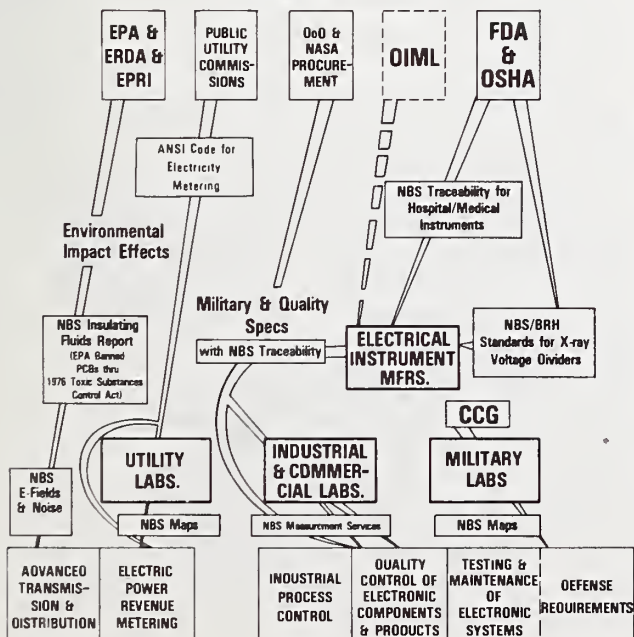 EPA &
ERDA &
EPRI
PUBLIC
UTILITY
COMMIS-
SIONS
OoO &
NASA
PROCURE-
MENT
OIML
FDA
&
OSHA
ANSI Code for
Electricity
Metering
NBS Traceability for
Hospital/Medical
Instruments
Environmental
Impact Effects
Military & Quality
Specs
with NBS Traceability
ELECTRICAL
INSTRUMENT
MFRS.
NBS/BRH
Standards for X-ray
Voltage Dividers
NBS Insulating
Fluids Report
(EPA Banned
PCBs thru
1976 Toxic Substances
Control Act)
CCG
UTILITY
LABS.
INDUSTRIAL
& COMMER-
CIAL LABS.
MILITARY
LABS
NBS
E-Fields
& Noise
NBS Maps
NBS Measurement Services
NBS Maps
ADVANCED
TRANSMIS-
SION &
DISTRIBUTION
ELECTRIC
POWER
REVENUE
METERING
INDUSTRIAL
PROCESS
CONTROL
QUALITY
CONTROL OF
ELECTRONIC
COMPONENTS
& PRODUCTS
TESTING &
MAINTENANCE
OF
ELECTRONIC
SYSTEMS
DEFENSE
REQUIREMENTS